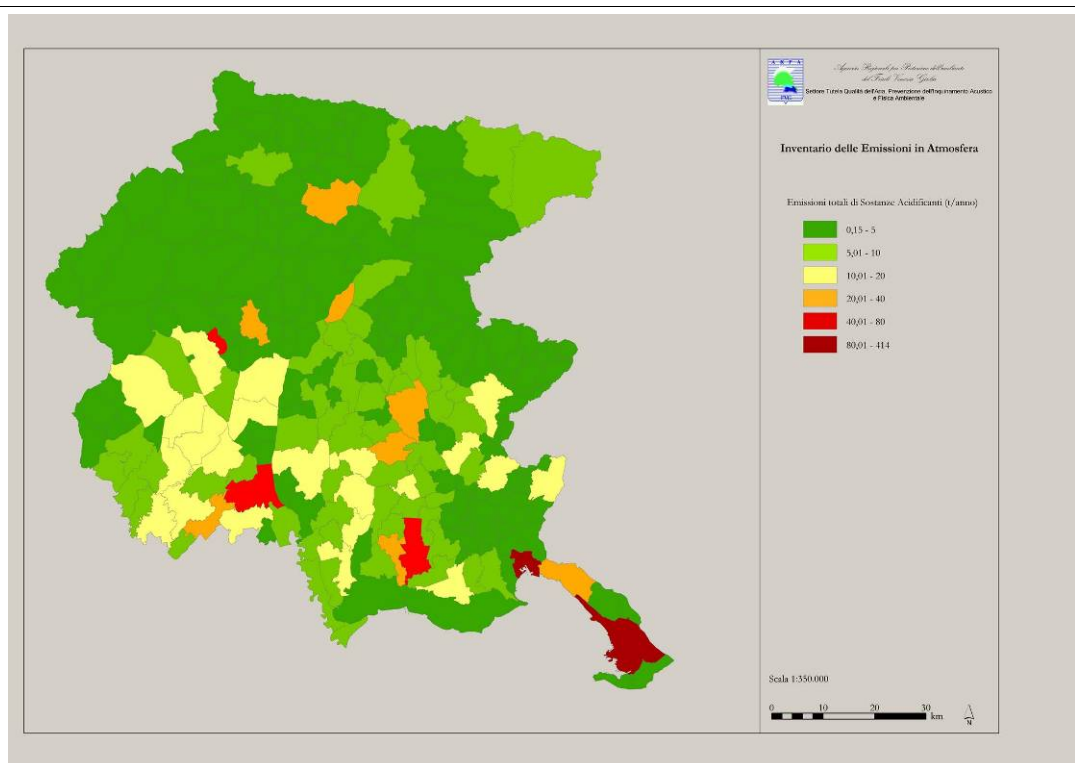 ARPA
FVG
Agenzia Regionale per la Protezione dell'Ambiente
del Friuli Venezia Giulia
Settore Tutela Qualità dell'Aria, Prevenzione dell'Inquinamento Acustico
e Fisica Ambientale
Inventario delle Emissioni in Atmosfera
Emissioni totali di Sostanze Acidificanti (t/anno)
0,15 - 5
5,01 - 10
10,01 - 20
20,01 - 40
40,01 - 80
80,01 - 414
Scala 1:350.000
0 10 20 30
km
N